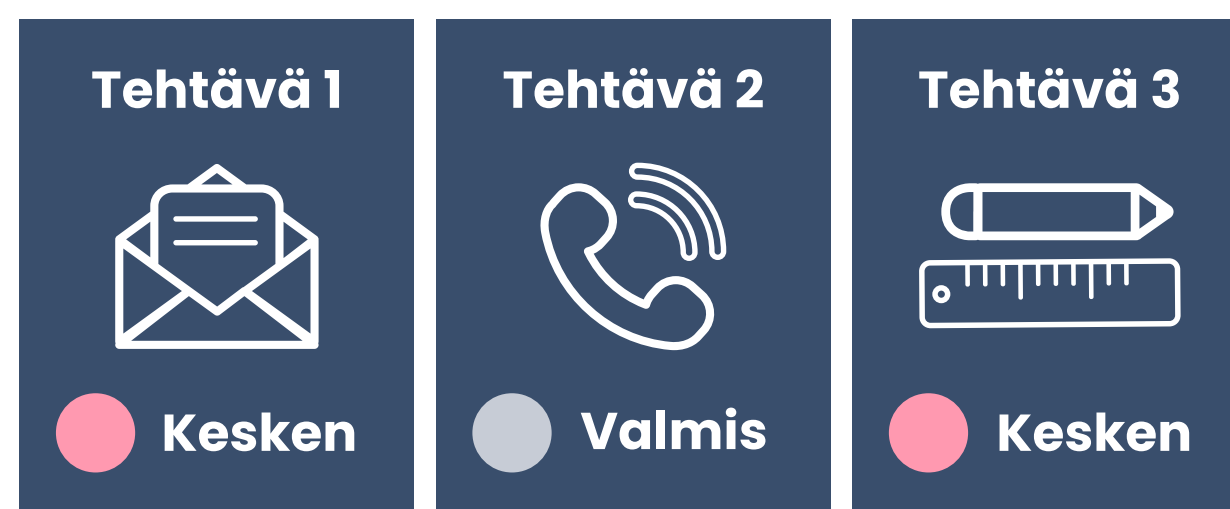 Tehtävä 1
Kesken
Tehtävä 2
Valmis
Tehtävä 3
Kesken